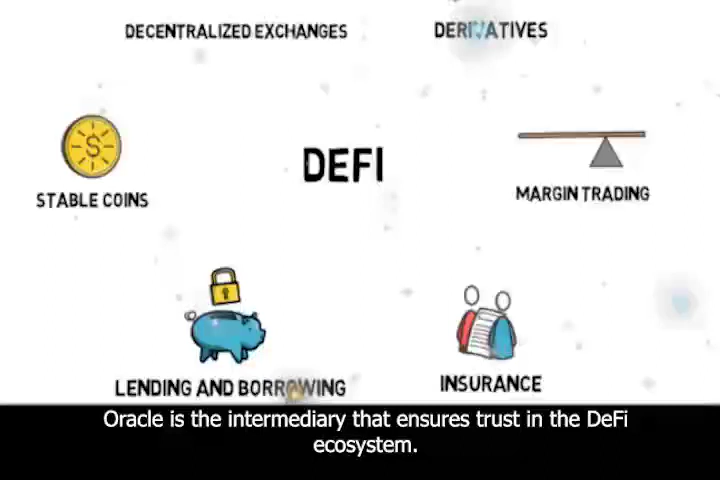 DECENTRALIZED EXCHANGES
DERIVATIVES
$
DEFI
STABLE COINS
MARGIN TRADING
LENDING AND BORROWING
INSURANCE
Oracle is the intermediary that ensures trust in the DeFi
ecosystem.